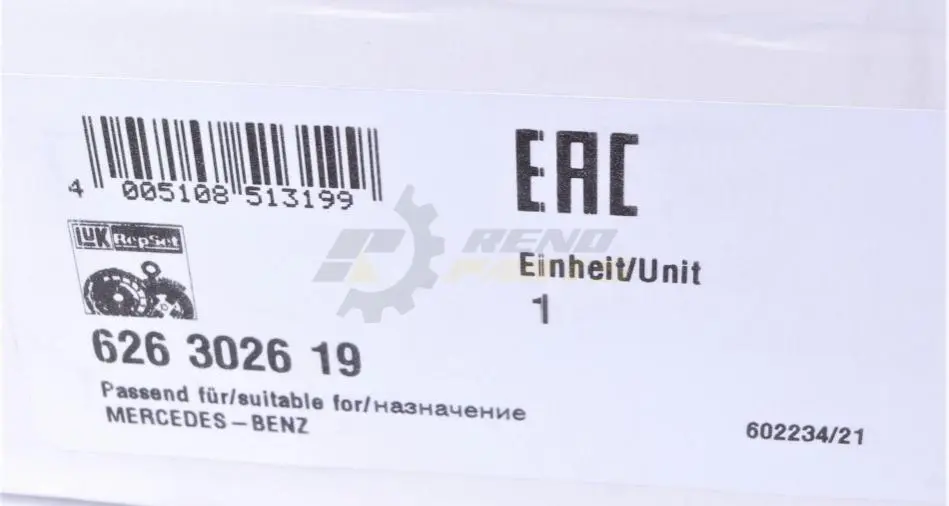 4 005108 513199
EAC
LuK RepSet
RENO
Einheit/Unit
1
626 3026 19
Passend für/suitable for/назначение
MERCEDES-BENZ
602234/21